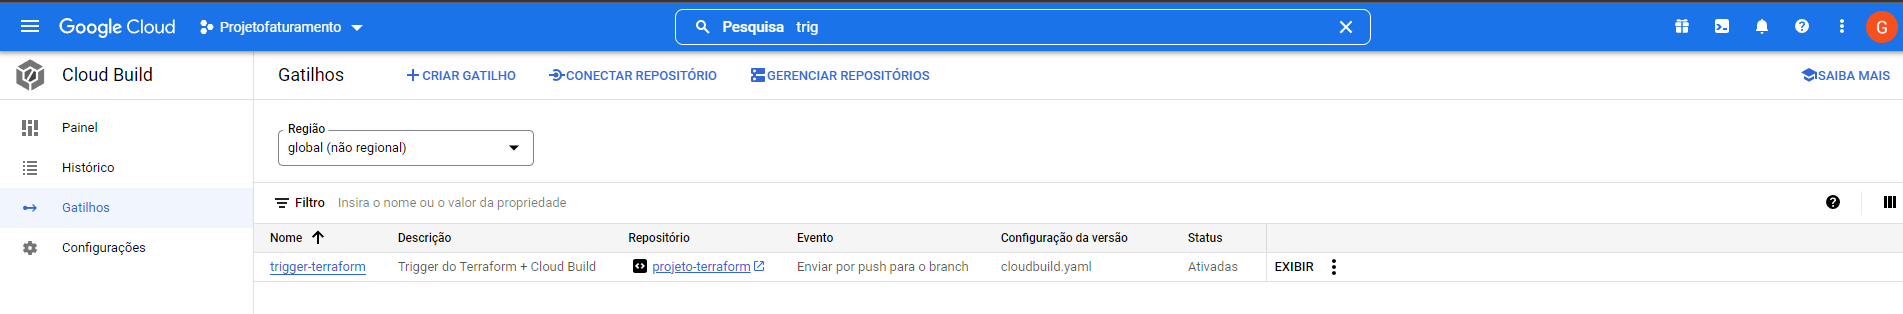 Google Cloud Projetofaturamento Pesquisa trig G
Cloud Build Gatilhos CRIAR GATILHO CONECTAR REPOSITÓRIO GERENCIAR REPOSITÓRIOS SAIBA MAIS
Painel
Histórico
Gatilhos
Configurações
Região
global (não regional)
Filtro Insira o nome ou o valor da propriedade
Nome Descrição Repositório Evento Configuração da versão Status
trigger-terraform Trigger do Terraform + Cloud Build projeto-terraform Enviar por push para o branch cloudbuild.yaml Ativadas EXIBIR